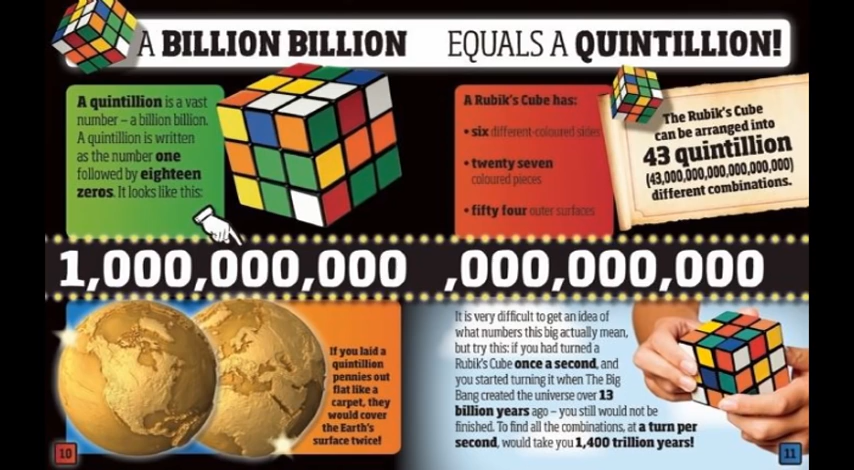 A BILLION BILLION EQUALS A QUINTILLION!
A quintillion is a vast
number – a billion billion.
A quintillion is written
as the number one
followed by eighteen
zeros. It looks like this:
A Rubik's Cube has:
• six different-coloured sides
• twenty seven
coloured pieces
• fifty four outer surfaces
The Rubik's Cube
can be arranged into
43 quintillion
(43,000,000,000,000,000,000)
different combinations.
1,000,000,000 ,000,000,000
If you laid a
quintillion
pennies out
flat like a
carpet, they
would cover
the Earth's
surface twice!
It is very difficult to get an idea of
what numbers this big actually mean,
but try this: if you had turned a
Rubik's Cube once a second, and
you started turning it when The Big
Bang created the universe over 13
billion years ago – you still would not be
finished. To find all the combinations, at a turn per
second, would take you 1,400 trillion years!
10
11